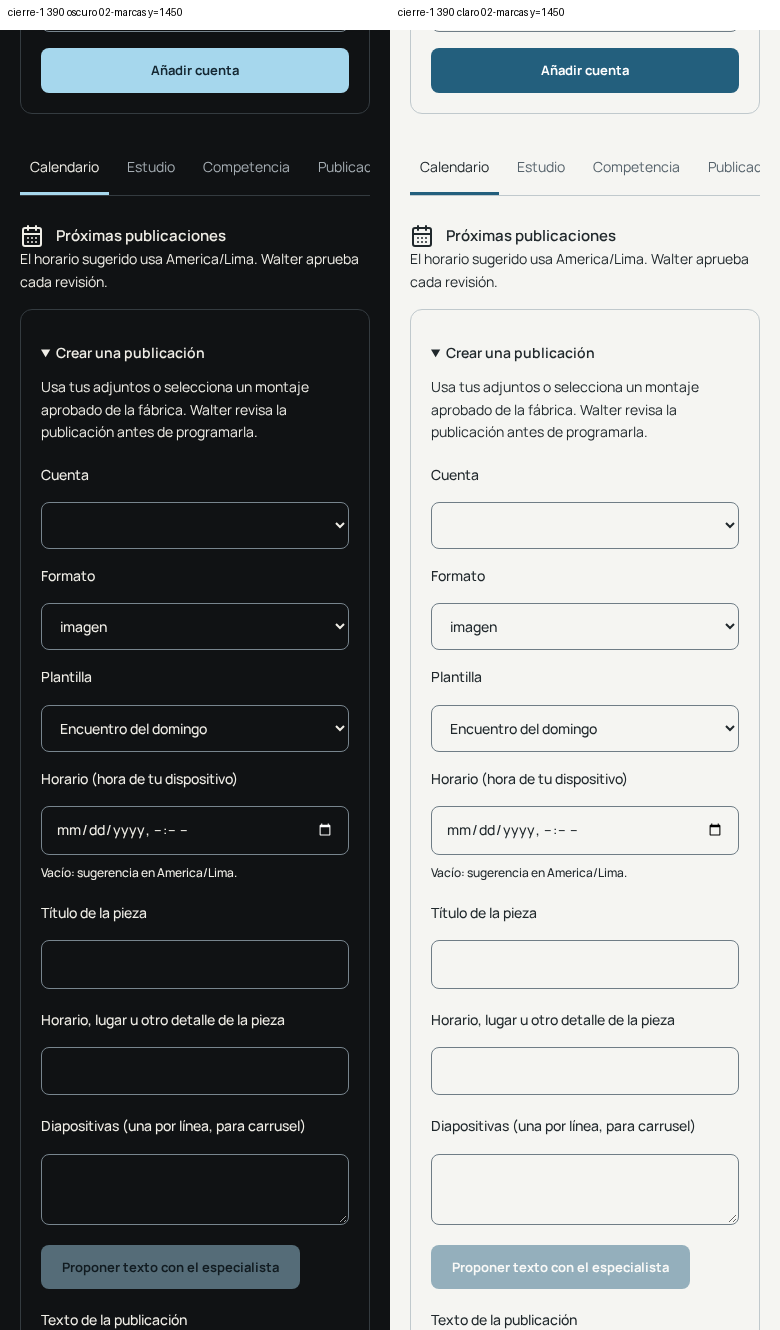 cierre-1 390 oscuro 02-marcas y=1450
Añadir cuenta
Calendario Estudio Competencia Publicac
Próximas publicaciones
El horario sugerido usa America/Lima. Walter aprueba
cada revisión.
▼ Crear una publicación
Usa tus adjuntos o selecciona un montaje
aprobado de la fábrica. Walter revisa la
publicación antes de programarla.
Cuenta
Formato
imagen
Plantilla
Encuentro del domingo
Horario (hora de tu dispositivo)
mm/dd/yyyy, –:– –
Vacío: sugerencia en America/Lima.
Título de la pieza
Horario, lugar u otro detalle de la pieza
Diapositivas (una por línea, para carrusel)
Proponer texto con el especialista
Texto de la publicación
cierre-1 390 claro 02-marcas y=1450
Añadir cuenta
Calendario Estudio Competencia Publicac
Próximas publicaciones
El horario sugerido usa America/Lima. Walter aprueba
cada revisión.
▼ Crear una publicación
Usa tus adjuntos o selecciona un montaje
aprobado de la fábrica. Walter revisa la
publicación antes de programarla.
Cuenta
Formato
imagen
Plantilla
Encuentro del domingo
Horario (hora de tu dispositivo)
mm/dd/yyyy, –:– –
Vacío: sugerencia en America/Lima.
Título de la pieza
Horario, lugar u otro detalle de la pieza
Diapositivas (una por línea, para carrusel)
Proponer texto con el especialista
Texto de la publicación